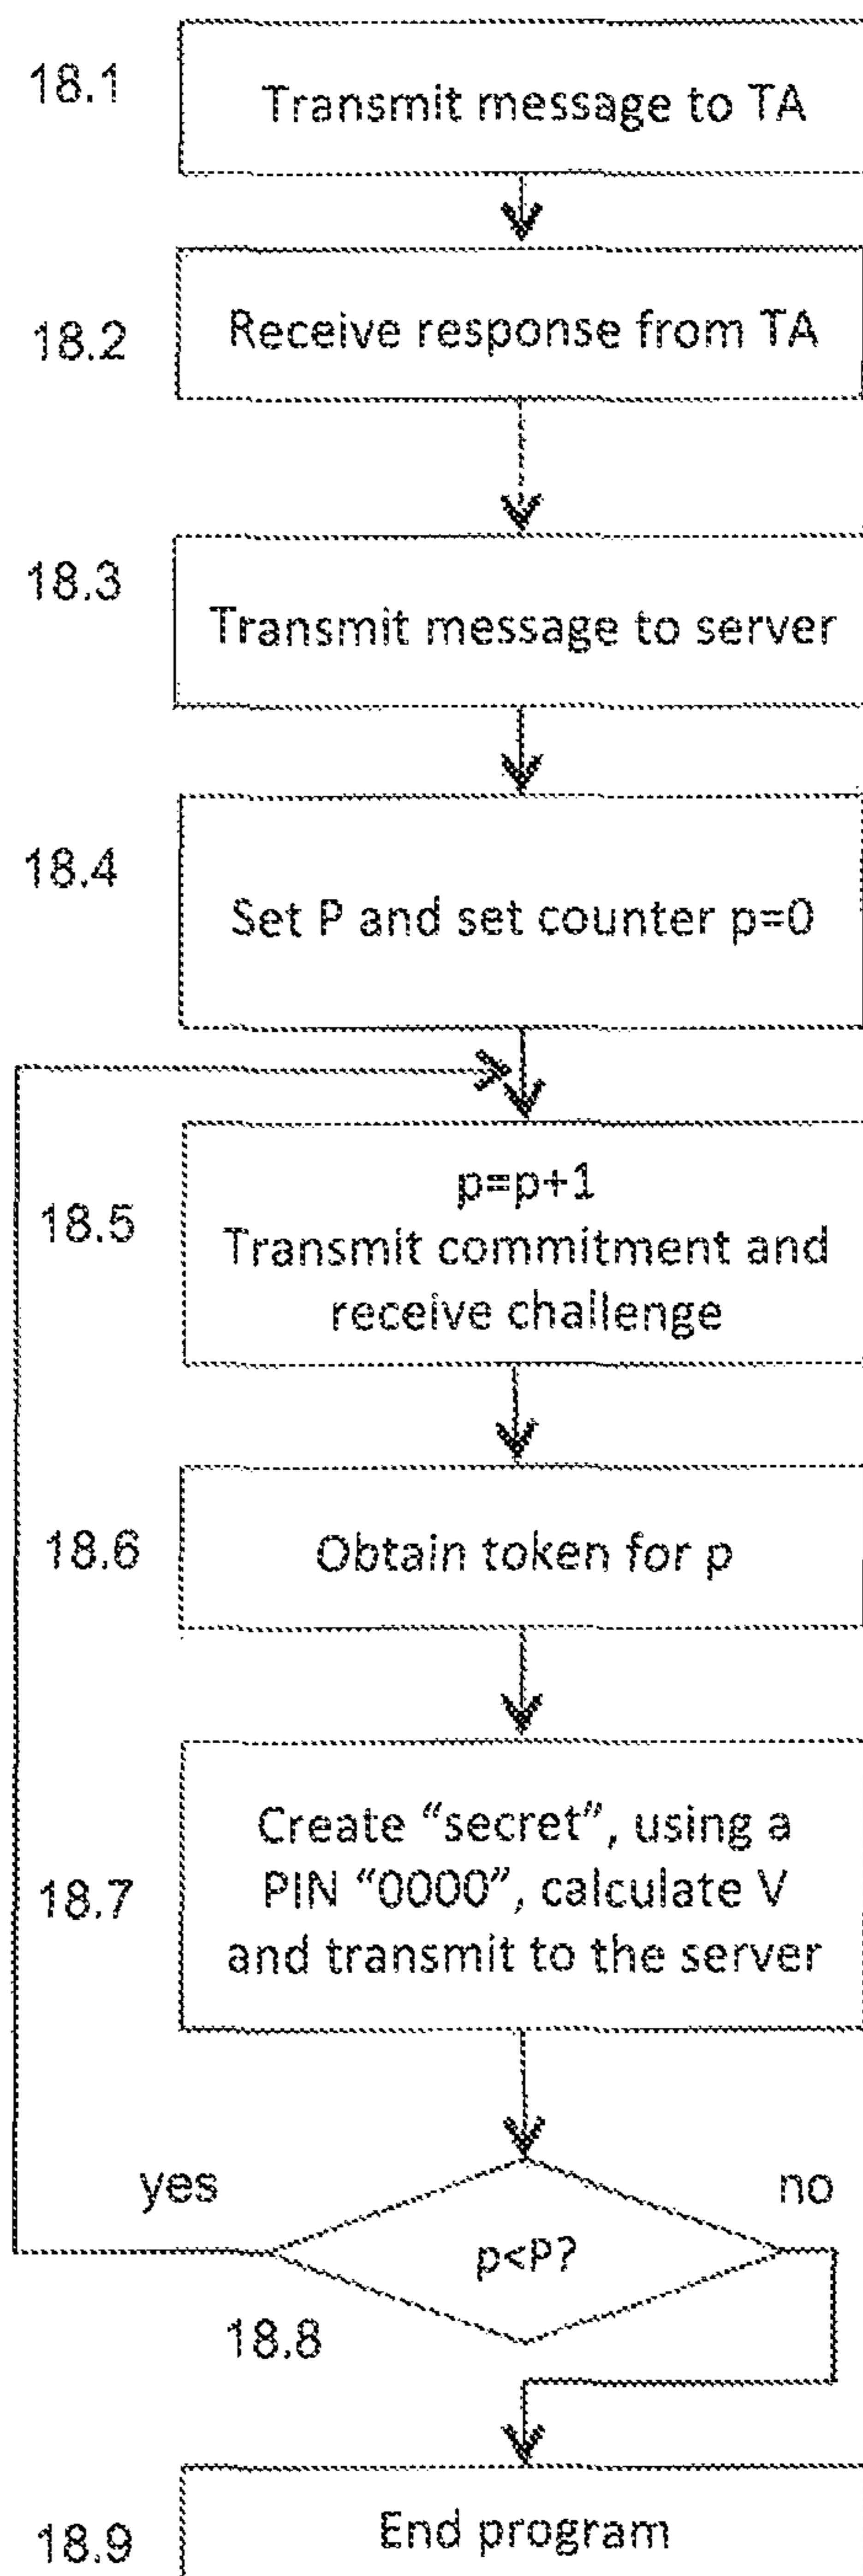 18.1
Transmit message to TA
18.2
Receive response from TA
18.3
Transmit message to server
18.4
Set P and set counter p=0
18.5
p=p+1
Transmit commitment and
receive challenge
18.6
Obtain token for p
18.7
Create “secret”, using a
PIN “0000”, calculate V
and transmit to the server
yes
no
p<P?
18.8
18.9
End program